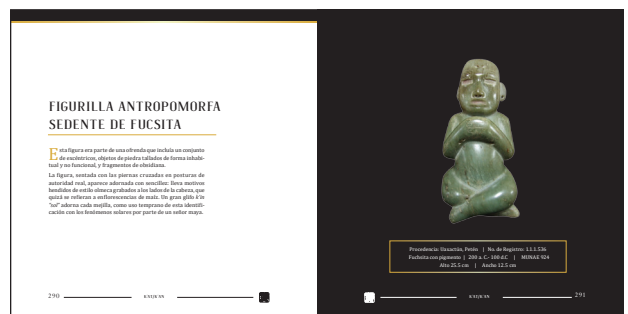 FIGURILLA ANTROPOMORFA
SEDENTE DE FUCSITA
Esta figura era parte de una ofrenda que incluía un conjunto
de excéntricos, objetos de piedra tallados de forma inhabi-
tual y no funcional, y fragmentos de obsidiana.
La figura, sentada con las piernas cruzadas en posturas de
autoridad real, aparece adornada con sencillez: lleva motivos
hendidos de estilo olmeca grabados a los lados de la cabeza, que
quizá se refieran a enflorescencias de maíz. Un gran glifo k'in
"sol" adorna cada mejilla, como uso temprano de esta identifi-
cación con los fenómenos solares por parte de un señor maya.
290
Procedencia: Uaxactún, Petén | No. de Registro: 1.1.1.536
Fuchsita con pigmento | 200 a. C.- 100 d.C | MUNAE 924
Alto 25.5 cm | Ancho 12.5 cm
291